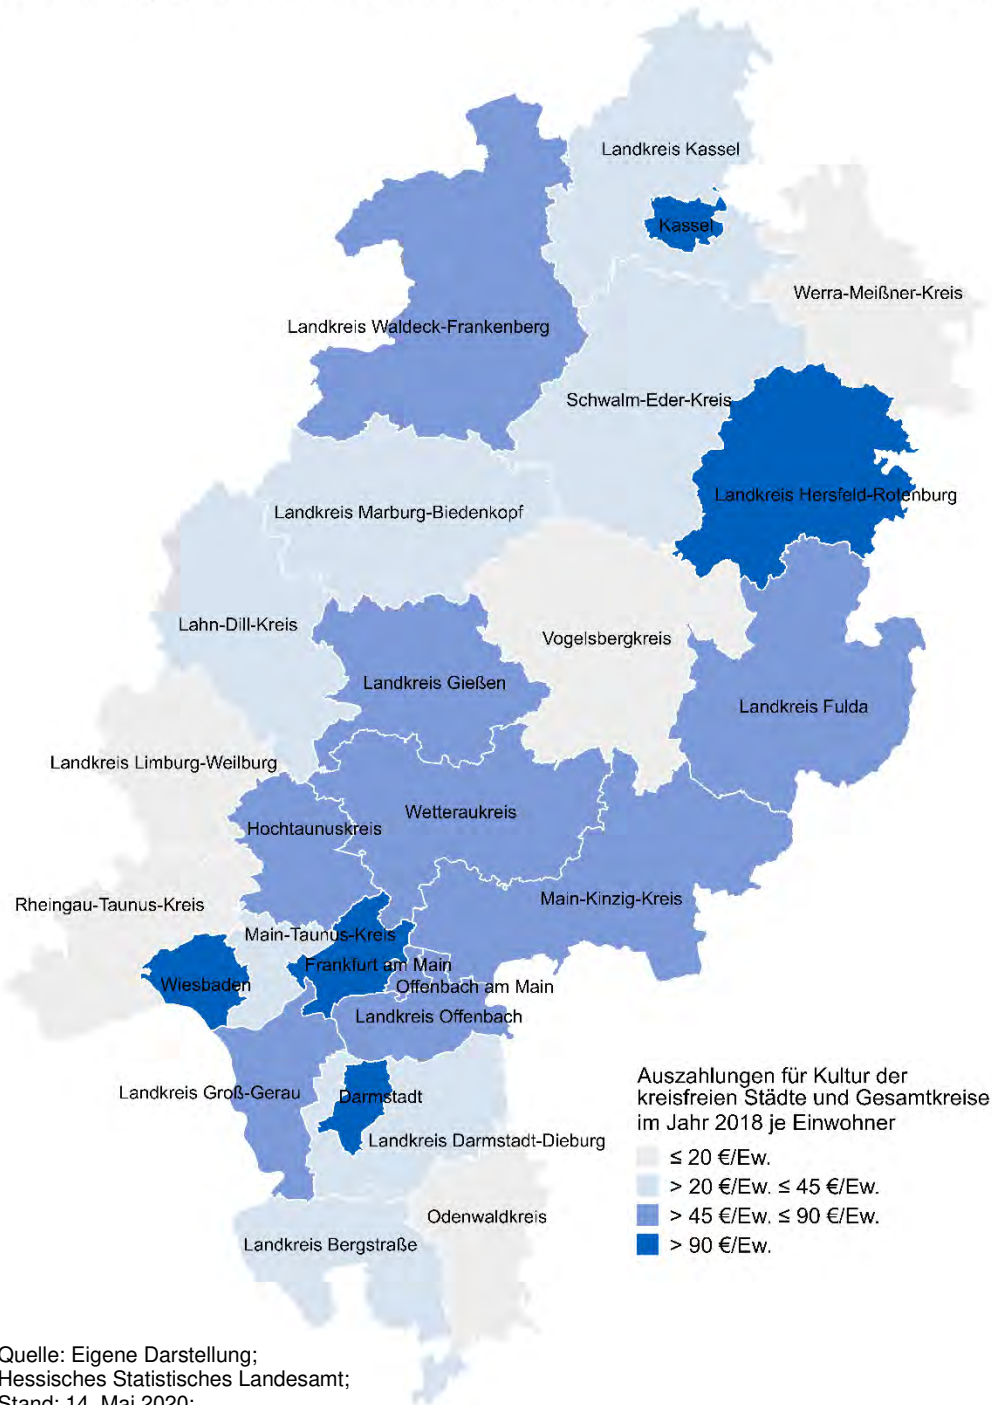 Landkreis Kassel
Kassel
Werra-Meißner-Kreis
Landkreis Waldeck-Frankenberg
Schwalm-Eder-Kreis
Landkreis Hersfeld-Rotenburg
Landkreis Marburg-Biedenkopf
Lahn-Dill-Kreis
Vogelsbergkreis
Landkreis Gießen
Landkreis Fulda
Landkreis Limburg-Weilburg
Wetteraukreis
Hochtaunuskreis
Main-Kinzig-Kreis
Rheingau-Taunus-Kreis
Main-Taunus-Kreis
Frankfurt am Main
Wiesbaden
Offenbach am Main
Landkreis Offenbach
Landkreis Groß-Gerau
Darmstadt
Landkreis Darmstadt-Dieburg
Odenwaldkreis
Landkreis Bergstraße
Auszahlungen für Kultur der
kreisfreien Städte und Gesamtkreise
im Jahr 2018 je Einwohner
≤ 20 €/Ew.
> 20 €/Ew. ≤ 45 €/Ew.
> 45 €/Ew. ≤ 90 €/Ew.
> 90 €/Ew.
Quelle: Eigene Darstellung;
Hessisches Statistisches Landesamt;
Stand: 14. Mai 2020;